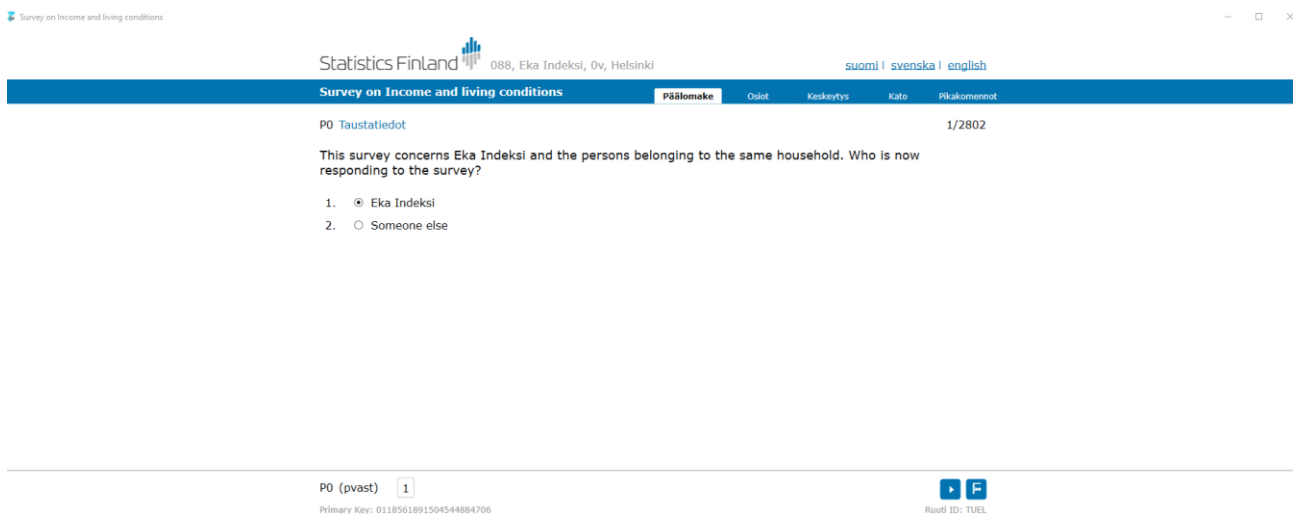 Survey on Income and living conditions
Statistics Finland 088, Eka Indeksi, 0v, Helsinki suomi | svenska | english
Survey on Income and living conditions Päälomake Osiot Keskeytys Kato Pikakomennot
P0 Taustatiedot 1/2802
This survey concerns Eka Indeksi and the persons belonging to the same household. Who is now
responding to the survey?
1. Eka Indeksi
2. Someone else
P0 (pvast) 1
Primary Key: 0118561891504544884706 Ruuti ID: TUEL